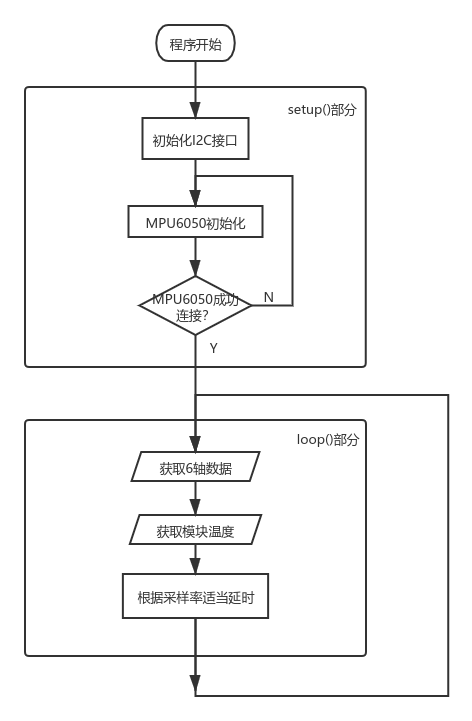 程序开始
setup()部分
初始化I2C接口
MPU6050初始化
MPU6050成功
连接？
N
Y
loop()部分
获取6轴数据
获取模块温度
根据采样率适当延时